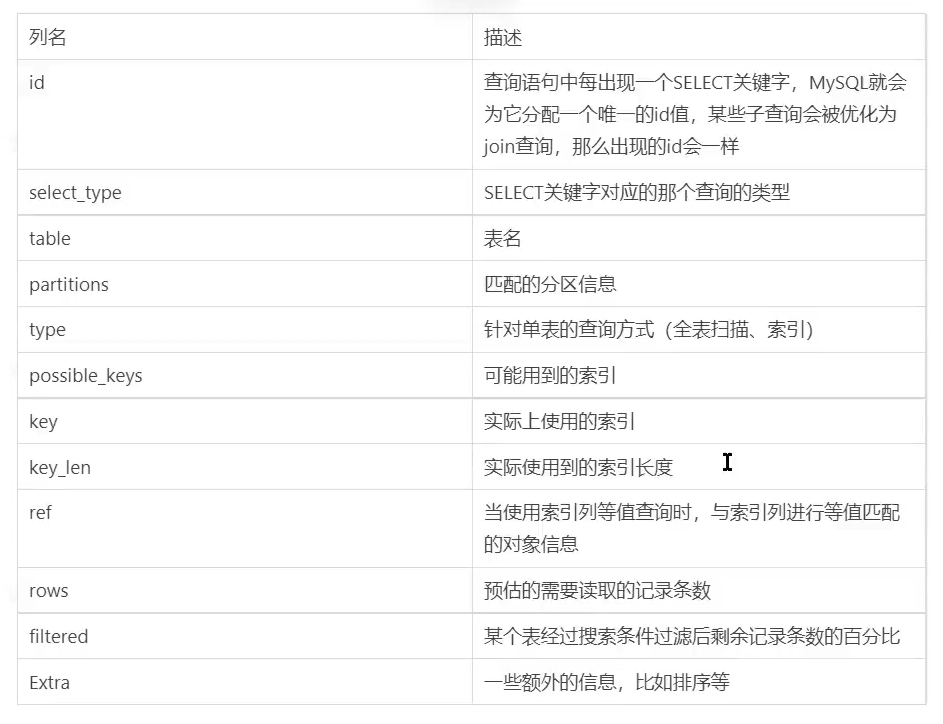 列名
描述
id
查询语句中每出现一个SELECT关键字，MySQL就会
为它分配一个唯一的id值，某些子查询会被优化为
join查询，那么出现的id会一样
select_type
SELECT关键字对应的那个查询的类型
table
表名
partitions
匹配的分区信息
type
针对单表的查询方式（全表扫描、索引）
possible_keys
可能用到的索引
key
实际上使用的索引
key_len
实际使用到的索引长度
ref
当使用索引列等值查询时，与索引列进行等值匹配
的对象信息
rows
预估的需要读取的记录条数
filtered
某个表经过搜索条件过滤后剩余记录条数的百分比
Extra
一些额外的信息，比如排序等